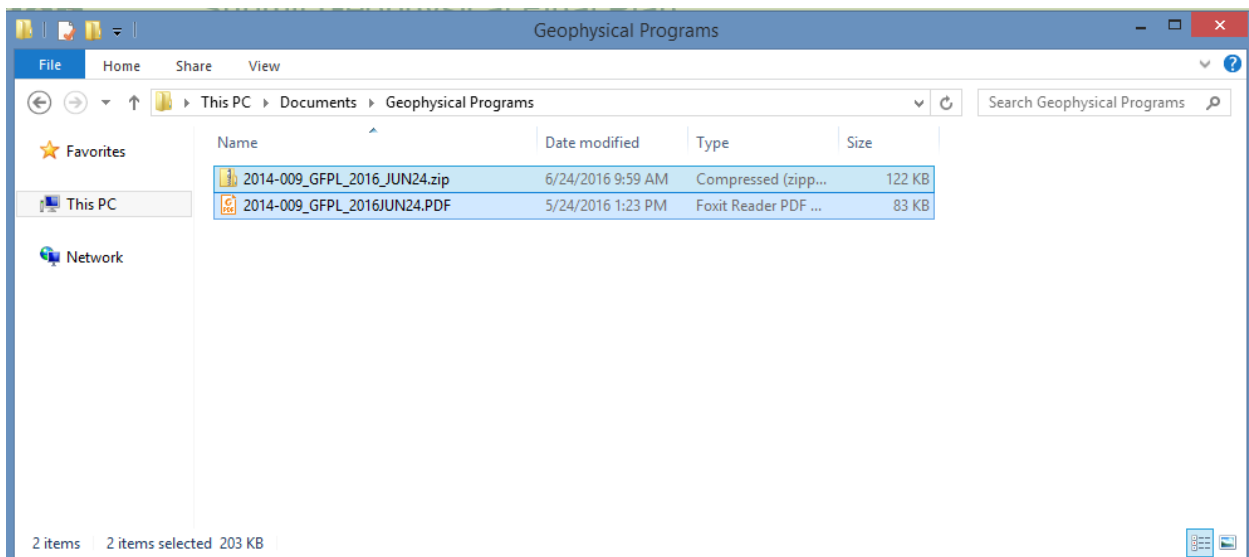 Geophysical Programs
File Home Share View
This PC Documents Geophysical Programs Search Geophysical Programs
Name Date modified Type Size
Favorites
2014-009_GFPL_2016_JUN24.zip 6/24/2016 9:59 AM Compressed (zipp... 122 KB
This PC
2014-009_GFPL_2016JUN24.PDF 5/24/2016 1:23 PM Foxit Reader PDF ... 83 KB
Network
2 items 2 items selected 203 KB